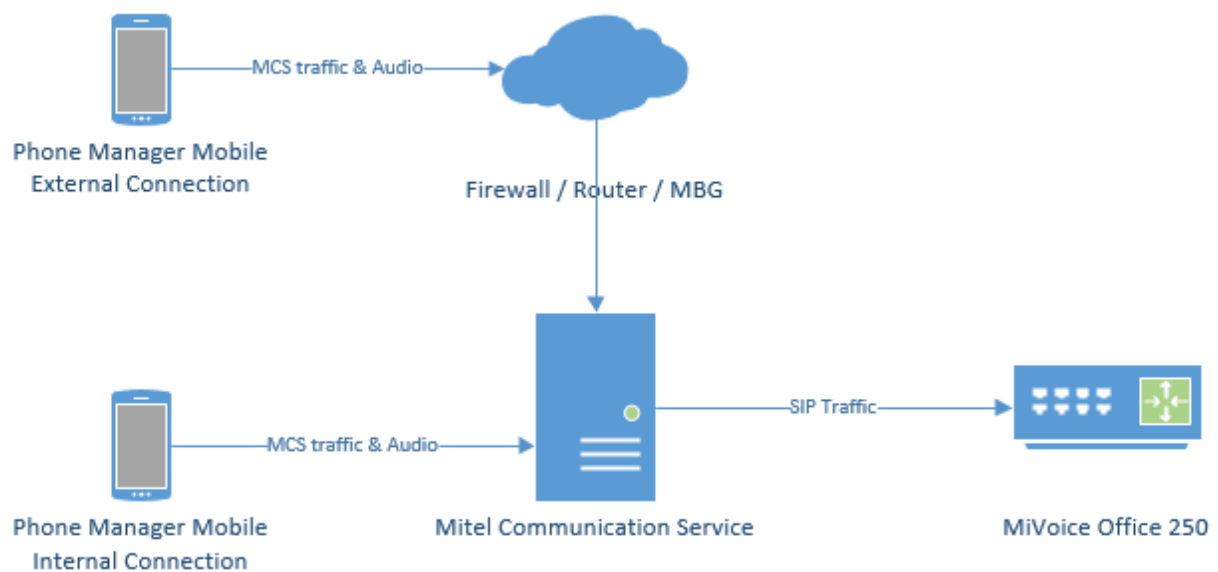 MCS traffic & Audio
Phone Manager Mobile
External Connection
Firewall / Router / MBG
SIP Traffic
MCS traffic & Audio
Phone Manager Mobile
Internal Connection
Mitel Communication Service
MiVoice Office 250